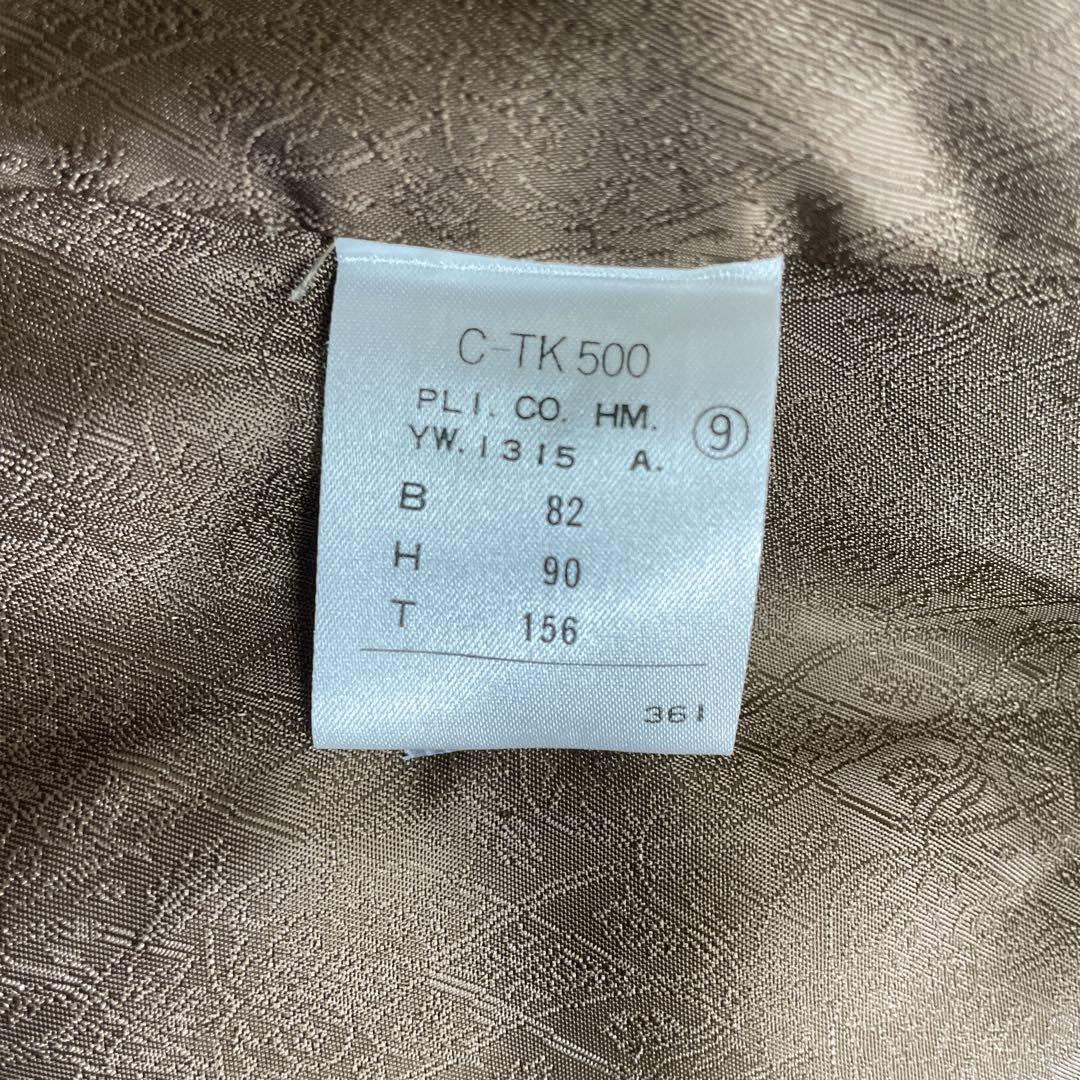 C-TK 500
PLI. CO. HM.
YW. 1315 A. ⑨
B 82
H 90
T 156
361